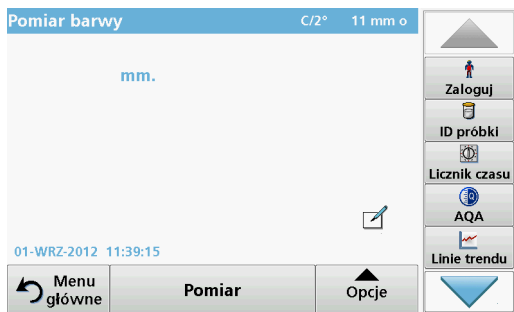 Pomiar barwy C/2° 11 mm o
mm.
01-WRZ-2012 11:39:15
Menu
główne
Pomiar
Opcje
Zaloguj
ID próbki
Licznik czasu
AQA
Linie trendu